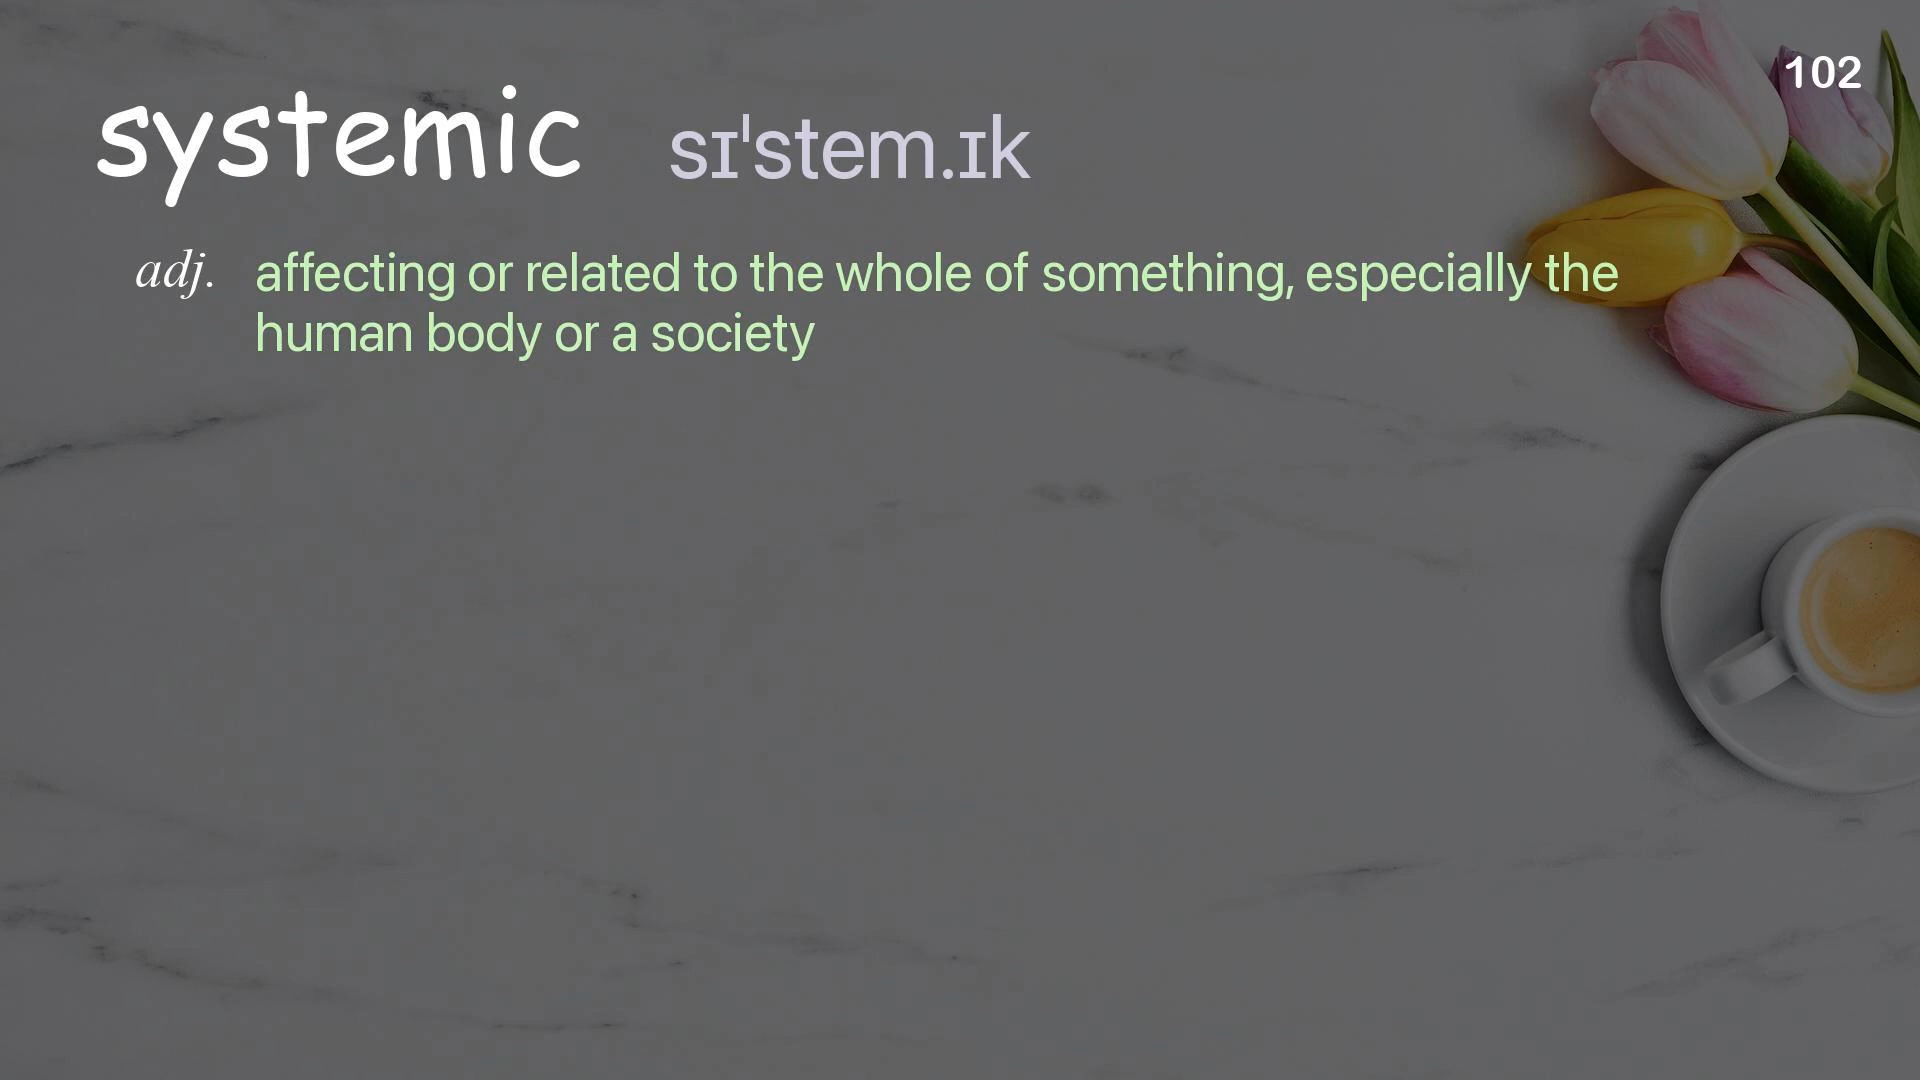 102
systemic sɪˈstem.ɪk
adj. affecting or related to the whole of something, especially the
human body or a society